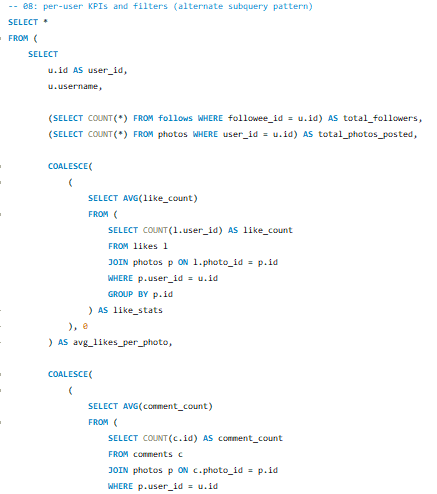 -- 08: per-user KPIs and filters (alternate subquery pattern)
SELECT *
FROM (
    SELECT
        u.id AS user_id,
        u.username,

        (SELECT COUNT(*) FROM follows WHERE followee_id = u.id) AS total_followers,
        (SELECT COUNT(*) FROM photos WHERE user_id = u.id) AS total_photos_posted,

        COALESCE(
            (
                SELECT AVG(like_count)
                FROM (
                    SELECT COUNT(l.user_id) AS like_count
                    FROM likes l
                    JOIN photos p ON l.photo_id = p.id
                    WHERE p.user_id = u.id
                    GROUP BY p.id
                ) AS like_stats
            ), 0
        ) AS avg_likes_per_photo,

        COALESCE(
            (
                SELECT AVG(comment_count)
                FROM (
                    SELECT COUNT(c.id) AS comment_count
                    FROM comments c
                    JOIN photos p ON c.photo_id = p.id
                    WHERE p.user_id = u.id